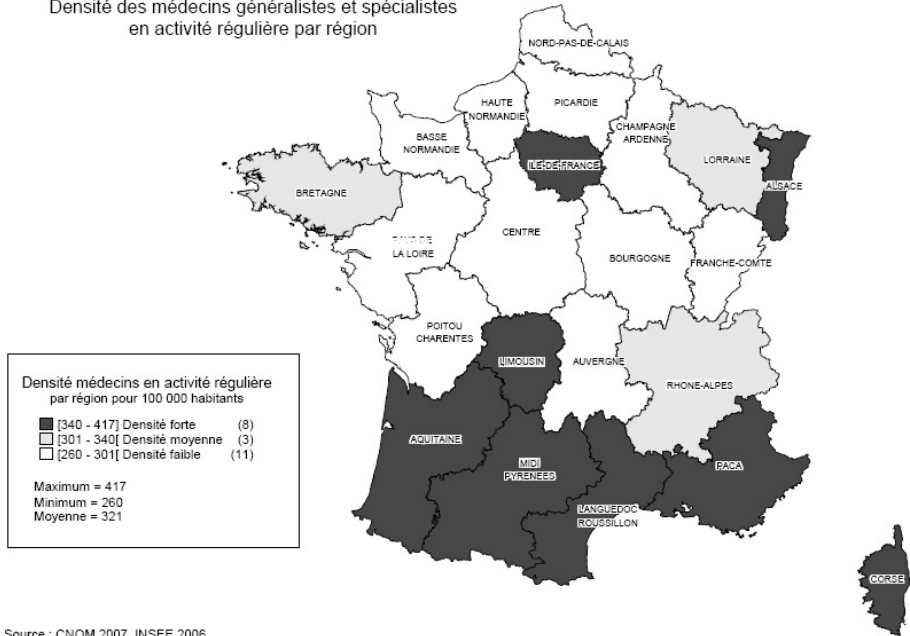 Densité des médecins généralistes et spécialistes
en activité régulière par région
NORD-PAS-DE-CALAIS
HAUTE
NORMANDIE
PICARDIE
BASSE
NORMANDIE
CHAMPAGNE
ARDENNE
LORRAINE
ILE-DE-FRANCE
ALSACE
BRETAGNE
PAYS DE
LA LOIRE
CENTRE
BOURGOGNE
FRANCHE-COMTE
POITOU
CHARENTES
LIMOUSIN
AUVERGNE
RHONE-ALPES
AQUITAINE
MIDI
PYRENEES
LANGUEDOC
ROUSSILLON
PACA
CORSE
Densité médecins en activité régulière
par région pour 100 000 habitants
[340 - 417] Densité forte (8)
[301 - 340[ Densité moyenne (3)
[260 - 301[ Densité faible (11)
Maximum = 417
Minimum = 260
Moyenne = 321
Source : CNOM 2007, INSEE 2006